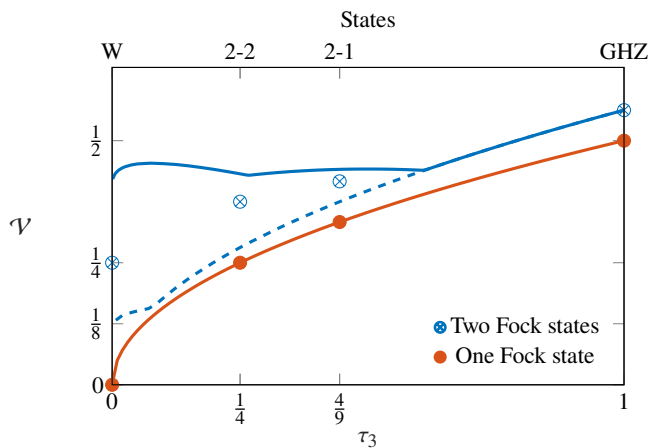 States
W 2-2 2-1 GHZ
1/2
𝒱
1/4
1/8
Two Fock states
One Fock state
0
0 1/4 4/9 1
τ₃